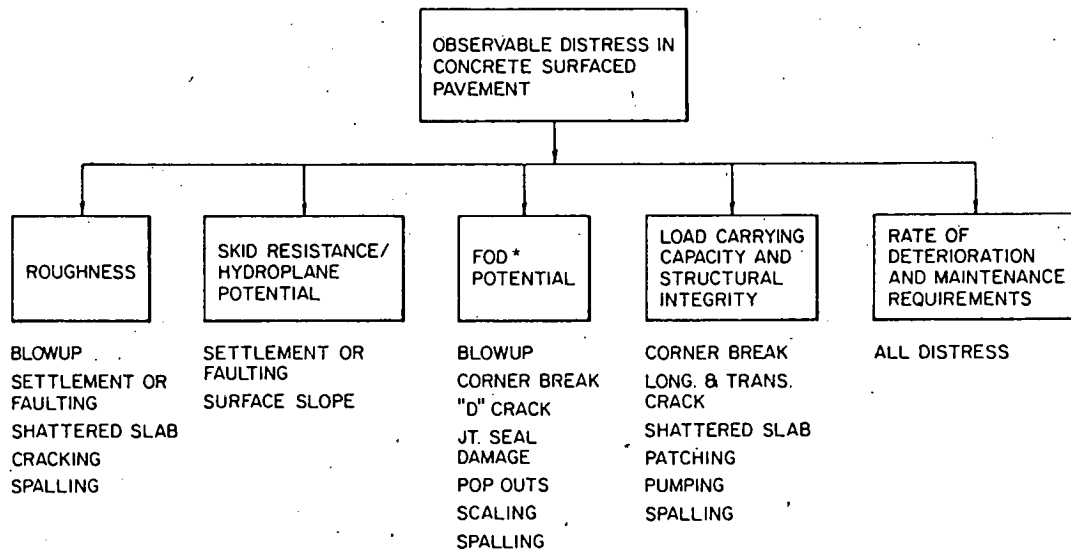 OBSERVABLE DISTRESS IN
CONCRETE SURFACED
PAVEMENT
ROUGHNESS
BLOWUP
SETTLEMENT OR
FAULTING
SHATTERED SLAB
CRACKING
SPALLING
SKID RESISTANCE/
HYDROPLANE
POTENTIAL
SETTLEMENT OR
FAULTING
SURFACE SLOPE
FOD *
POTENTIAL
BLOWUP
CORNER BREAK
"D" CRACK
JT. SEAL
DAMAGE
POP OUTS
SCALING
SPALLING
LOAD CARRYING
CAPACITY AND
STRUCTURAL
INTEGRITY
CORNER BREAK
LONG. & TRANS.
CRACK
SHATTERED SLAB
PATCHING
PUMPING
SPALLING
RATE OF
DETERIORATION
AND MAINTENANCE
REQUIREMENTS
ALL DISTRESS